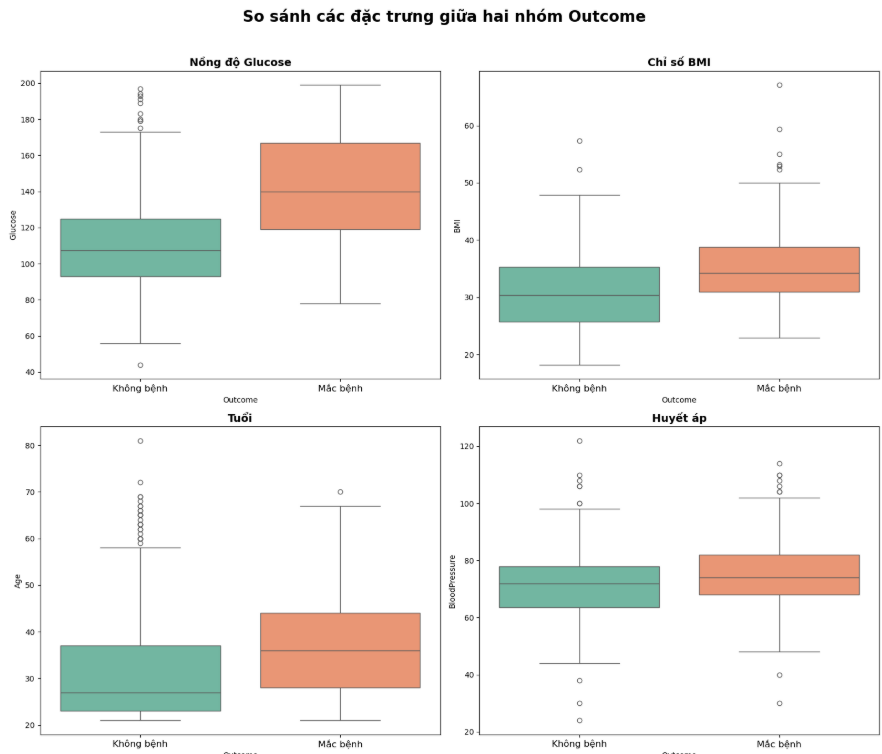 So sánh các đặc trưng giữa hai nhóm Outcome
Nồng độ Glucose
200
180
160
140
120
100
80
60
40
Glucose
Không bệnh
Mắc bệnh
Outcome
Chỉ số BMI
60
50
40
30
20
BMI
Không bệnh
Mắc bệnh
Outcome
Tuổi
80
70
60
50
40
30
20
Age
Không bệnh
Mắc bệnh
Outcome
Huyết áp
120
100
80
60
40
20
BloodPressure
Không bệnh
Mắc bệnh
Outcome